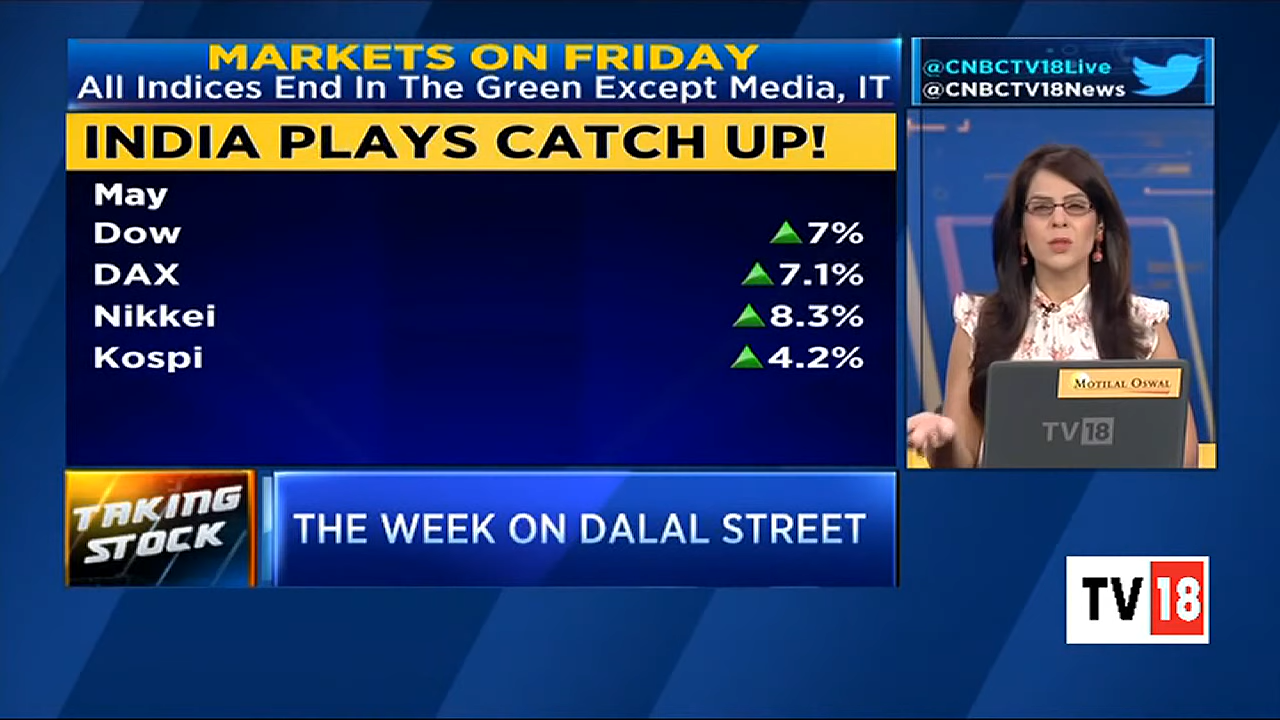 MARKETS ON FRIDAY
All Indices End In The Green Except Media, IT
@CNBCTV18Live
@CNBCTV18News
INDIA PLAYS CATCH UP!
May
Dow 7%
DAX 7.1%
Nikkei 8.3%
Kospi 4.2%
MOTILAL OSWAL
TV18
TAKING
STOCK
THE WEEK ON DALAL STREET
TV18